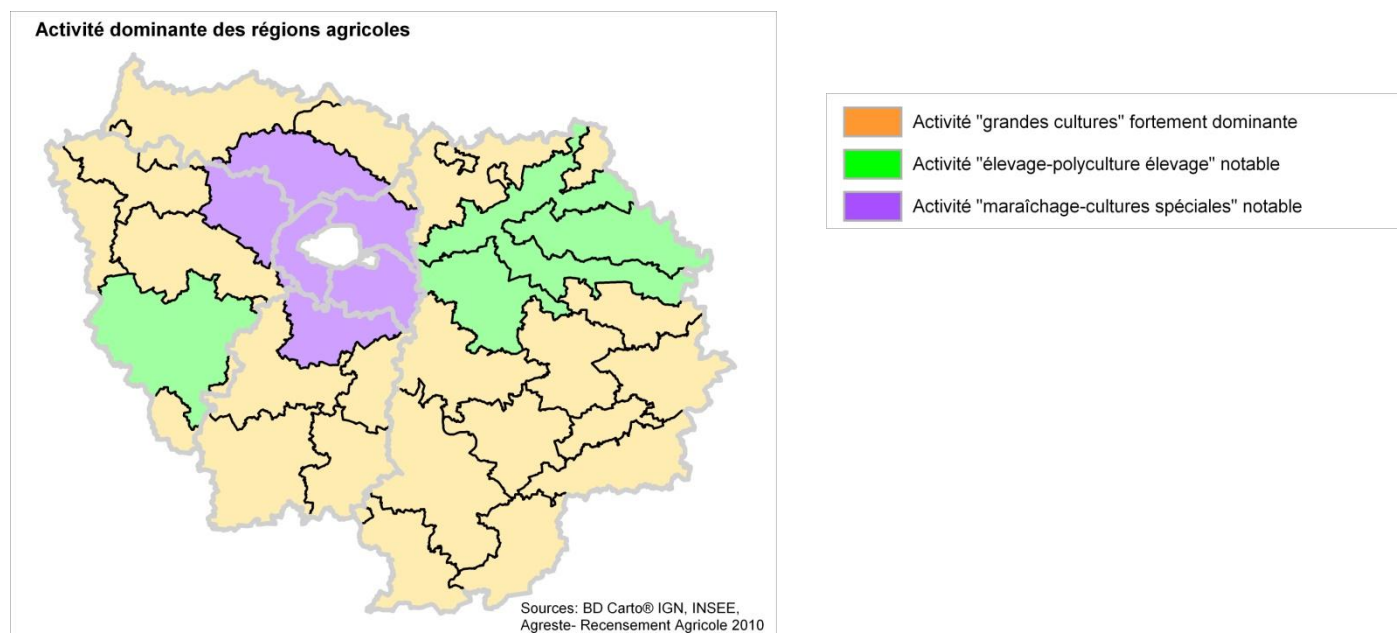 Activité dominante des régions agricoles
Activité "grandes cultures" fortement dominante
Activité "élevage-polyculture élevage" notable
Activité "maraîchage-cultures spéciales" notable
Sources: BD Carto® IGN, INSEE,
Agreste- Recensement Agricole 2010